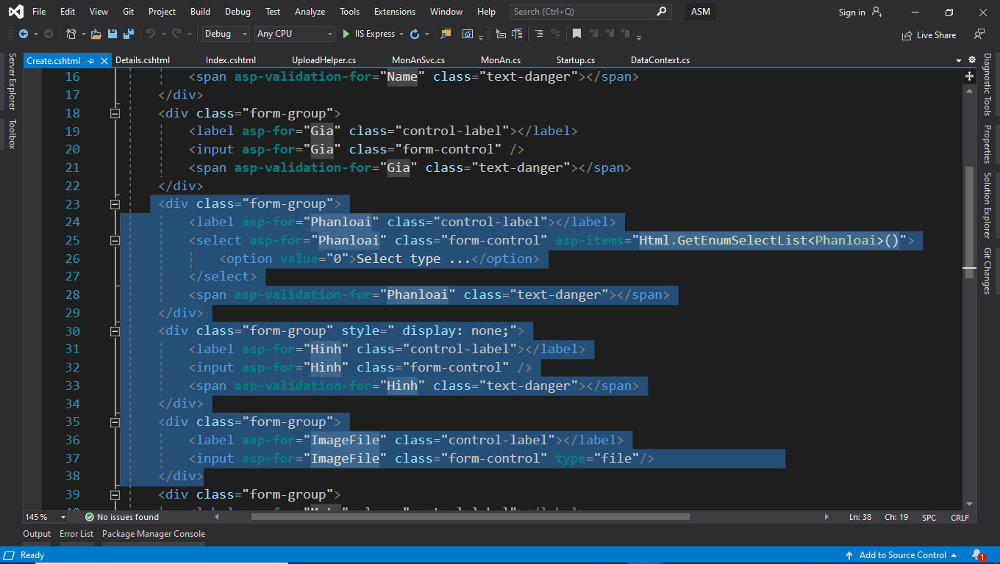 File Edit View Git Project Build Debug Test Analyze Tools Extensions Window Help Search (Ctrl+Q) ASM Sign in
Debug Any CPU IIS Express Live Share
Create.cshtml Details.cshtml Index.cshtml UploadHelper.cs MonAnSvc.cs MonAn.cs Startup.cs DataContext.cs
Server Explorer
Toolbox
16 <span asp-validation-for="Name" class="text-danger"></span>
17 </div>
18 <div class="form-group">
19 <label asp-for="Gia" class="control-label"></label>
20 <input asp-for="Gia" class="form-control" />
21 <span asp-validation-for="Gia" class="text-danger"></span>
22 </div>
23 <div class="form-group">
24 <label asp-for="Phanloai" class="control-label"></label>
25 <select asp-for="Phanloai" class="form-control" asp-items="Html.GetEnumSelectList<Phanloai>()">
26 <option value="0">Select type ...</option>
27 </select>
28 <span asp-validation-for="Phanloai" class="text-danger"></span>
29 </div>
30 <div class="form-group" style=" display: none;">
31 <label asp-for="Hinh" class="control-label"></label>
32 <input asp-for="Hinh" class="form-control" />
33 <span asp-validation-for="Hinh" class="text-danger"></span>
34 </div>
35 <div class="form-group">
36 <label asp-for="ImageFile" class="control-label"></label>
37 <input asp-for="ImageFile" class="form-control" type="file"/>
38 </div>
39 <div class="form-group">
Diagnostic Tools
Properties
Solution Explorer
Git Changes
145 % No issues found Ln: 38 Ch: 19 SPC CRLF
Output Error List Package Manager Console
Ready Add to Source Control 1